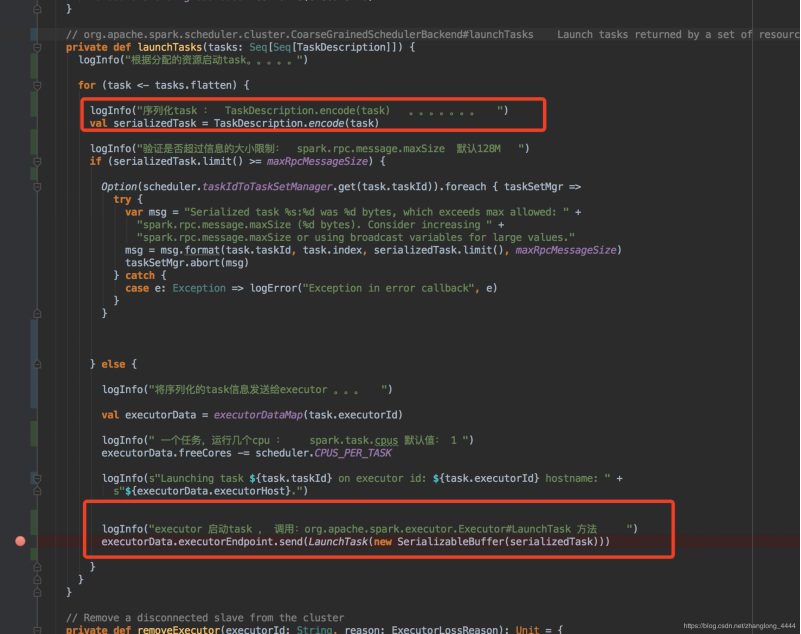 }
// org.apache.spark.scheduler.cluster.CoarseGrainedSchedulerBackend#launchTasks    Launch tasks returned by a set of resourc
private def launchTasks(tasks: Seq[Seq[TaskDescription]]) {
logInfo("根据分配的资源启动task。。。。。")
for (task <- tasks.flatten) {
logInfo("序列化task ：  TaskDescription.encode(task)   。。。。。。。   ")
val serializedTask = TaskDescription.encode(task)
logInfo("验证是否超过信息的大小限制：  spark.rpc.message.maxSize  默认128M   ")
if (serializedTask.limit() >= maxRpcMessageSize) {
Option(scheduler.taskIdToTaskSetManager.get(task.taskId)).foreach { taskSetMgr =>
try {
var msg = "Serialized task %s:%d was %d bytes, which exceeds max allowed: " +
"spark.rpc.message.maxSize (%d bytes). Consider increasing " +
"spark.rpc.message.maxSize or using broadcast variables for large values."
msg = msg.format(task.taskId, task.index, serializedTask.limit(), maxRpcMessageSize)
taskSetMgr.abort(msg)
} catch {
case e: Exception => logError("Exception in error callback", e)
}
}
} else {
logInfo("将序列化的task信息发送给executor 。。。   ")
val executorData = executorDataMap(task.executorId)
logInfo(" 一个任务，运行几个cpu ：    spark.task.cpus 默认值： 1 ")
executorData.freeCores -= scheduler.CPUS_PER_TASK
logInfo(s"Launching task ${task.taskId} on executor id: ${task.executorId} hostname: " +
s"${executorData.executorHost}.")
logInfo("executor 启动task ， 调用：org.apache.spark.executor.Executor#LaunchTask 方法    ")
executorData.executorEndpoint.send(LaunchTask(new SerializableBuffer(serializedTask)))
}
}
}
// Remove a disconnected slave from the cluster
private def removeExecutor(executorId: String, reason: ExecutorLossReason): Unit = {
https://blog.csdn.net/zhanglong_4444